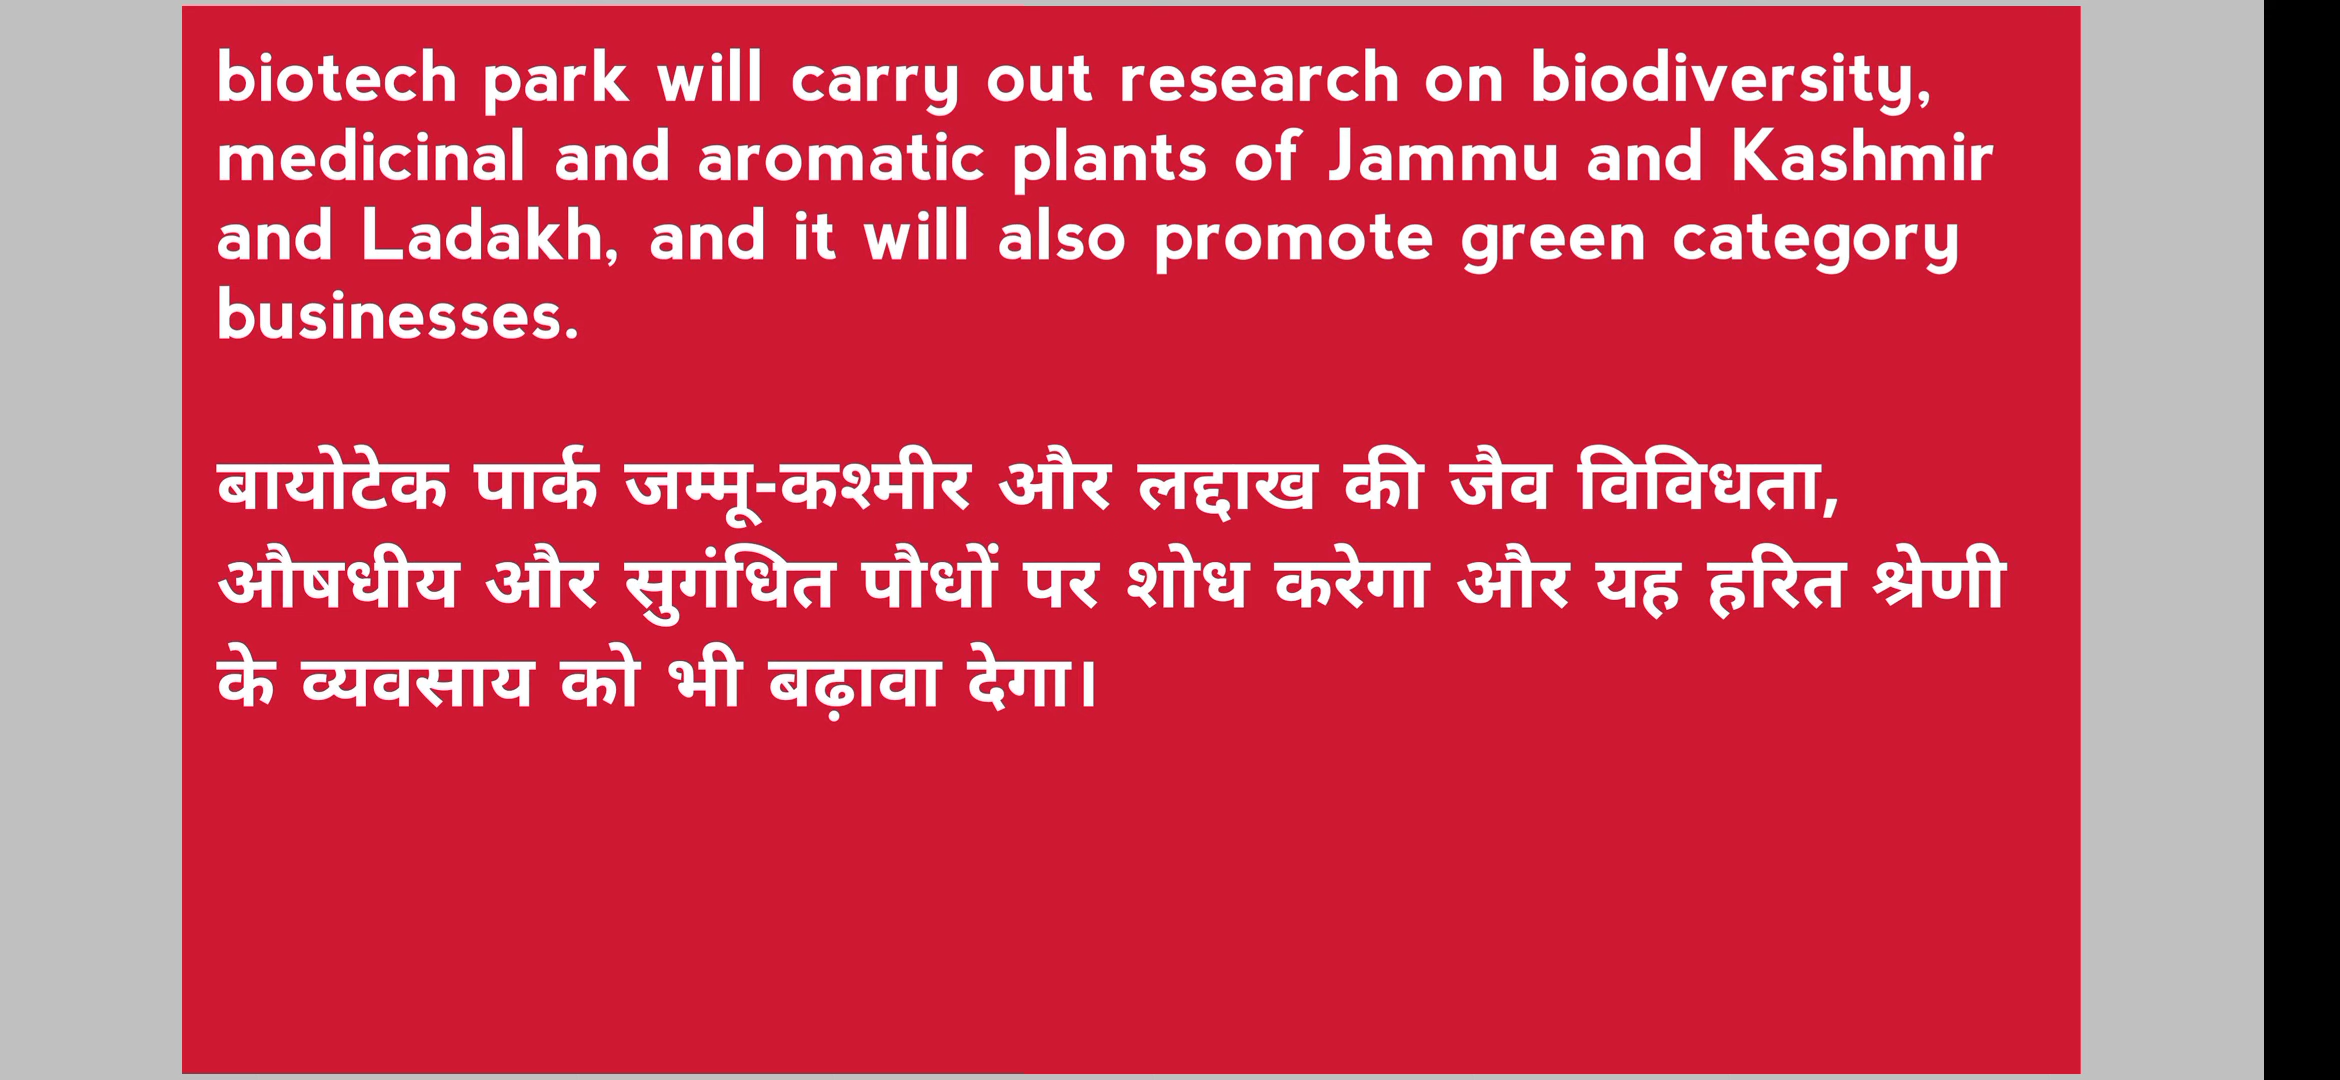 biotech park will carry out research on biodiversity,
medicinal and aromatic plants of Jammu and Kashmir
and Ladakh, and it will also promote green category
businesses.
बायोटेक पार्क जम्मू-कश्मीर और लद्दाख की जैव विविधता,
औषधीय और सुगंधित पौधों पर शोध करेगा और यह हरित श्रेणी
के व्यवसाय को भी बढ़ावा देगा।